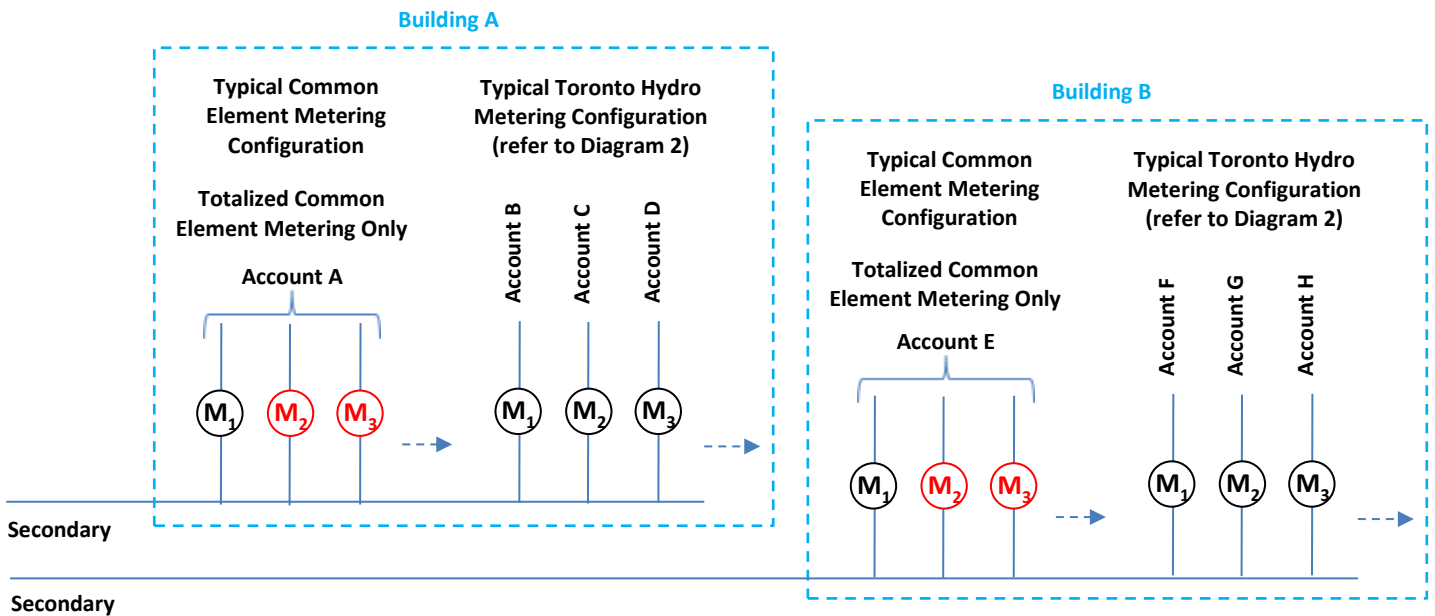 Building A
Typical Common
Element Metering
Configuration
Totalized Common
Element Metering Only
Account A
M1
M2
M3
Typical Toronto Hydro
Metering Configuration
(refer to Diagram 2)
Account B
Account C
Account D
M1
M2
M3
Secondary
Building B
Typical Common
Element Metering
Configuration
Totalized Common
Element Metering Only
Account E
M1
M2
M3
Typical Toronto Hydro
Metering Configuration
(refer to Diagram 2)
Account F
Account G
Account H
M1
M2
M3
Secondary